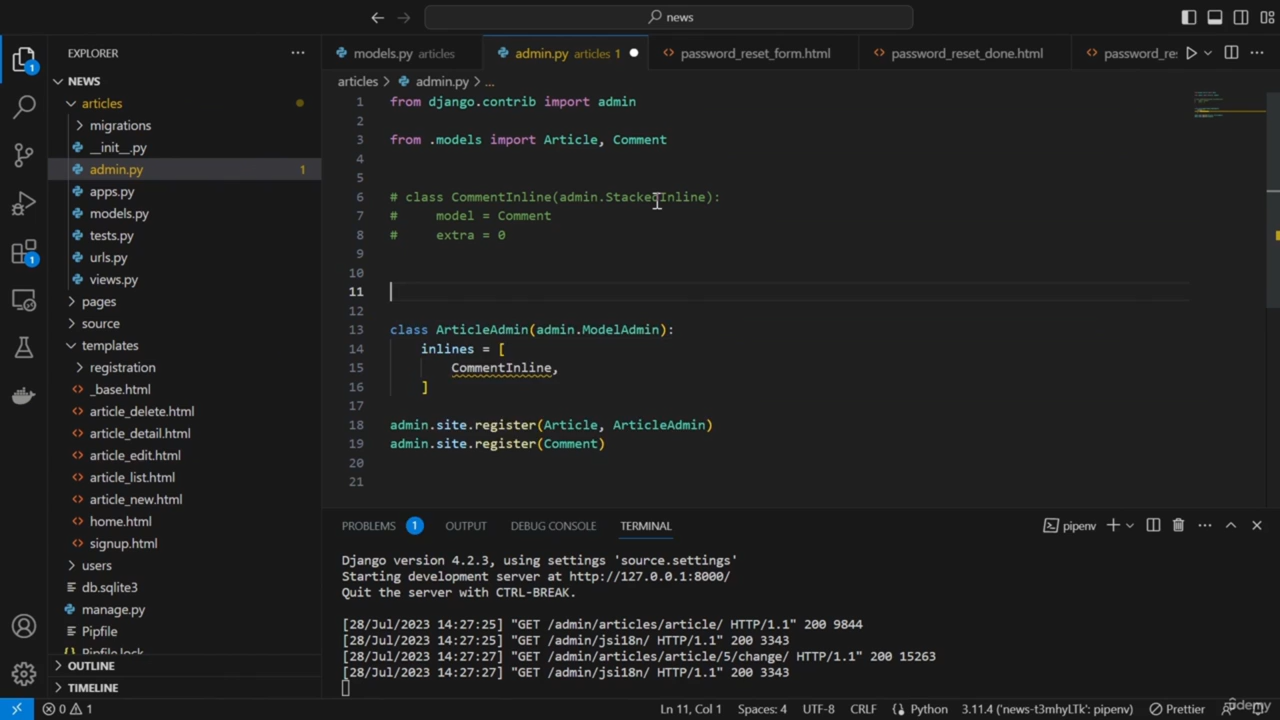 news
EXPLORER
models.py articles
admin.py articles 1
password_reset_form.html
password_reset_done.html
password_re
NEWS
articles > admin.py > ...
articles
migrations
__init__.py
admin.py 1
apps.py
models.py
tests.py
urls.py
views.py
pages
source
templates
registration
_base.html
article_delete.html
article_detail.html
article_edit.html
article_list.html
article_new.html
home.html
signup.html
users
db.sqlite3
manage.py
Pipfile
Pipfile.lock
OUTLINE
TIMELINE
1 from django.contrib import admin
2
3 from .models import Article, Comment
4
5
6 # class CommentInline(admin.StackedInline):
7 #     model = Comment
8 #     extra = 0
9
10
11
12
13 class ArticleAdmin(admin.ModelAdmin):
14     inlines = [
15         CommentInline,
16     ]
17
18 admin.site.register(Article, ArticleAdmin)
19 admin.site.register(Comment)
20
21
PROBLEMS 1 OUTPUT DEBUG CONSOLE TERMINAL pipenv
Django version 4.2.3, using settings 'source.settings'
Starting development server at http://127.0.0.1:8000/
Quit the server with CTRL-BREAK.
[28/Jul/2023 14:27:25] "GET /admin/articles/article/ HTTP/1.1" 200 9844
[28/Jul/2023 14:27:25] "GET /admin/jsi18n/ HTTP/1.1" 200 3343
[28/Jul/2023 14:27:27] "GET /admin/articles/article/5/change/ HTTP/1.1" 200 15263
[28/Jul/2023 14:27:27] "GET /admin/jsi18n/ HTTP/1.1" 200 3343
0 1 Ln 11, Col 1 Spaces: 4 UTF-8 CRLF Python 3.11.4 ('news-t3mhyLTk': pipenv) Prettier
Udemy